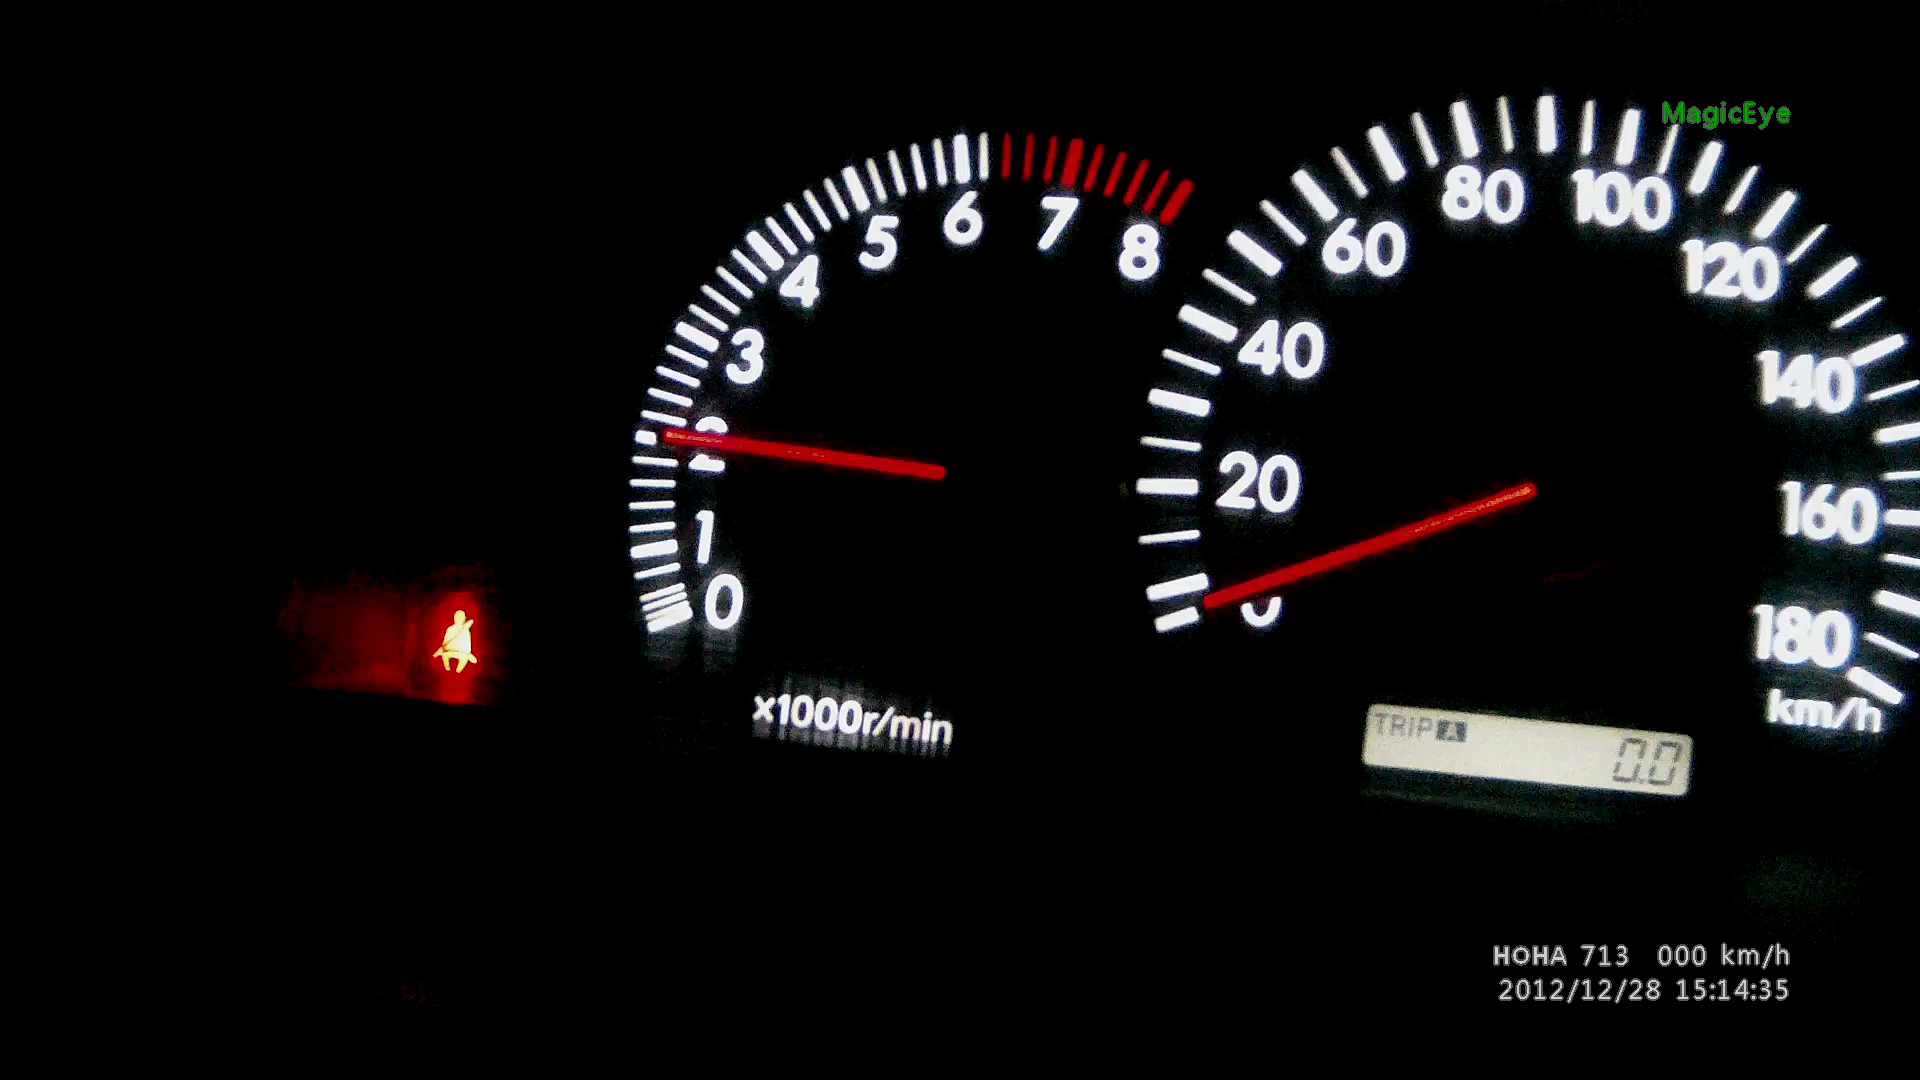 MagicEye
0 1 2 3 4 5 6 7 8
x1000r/min
0 20 40 60 80 100 120 140 160 180
km/h
TRIP A
0.0
HOHA 713 000 km/h
2012/12/28 15:14:35